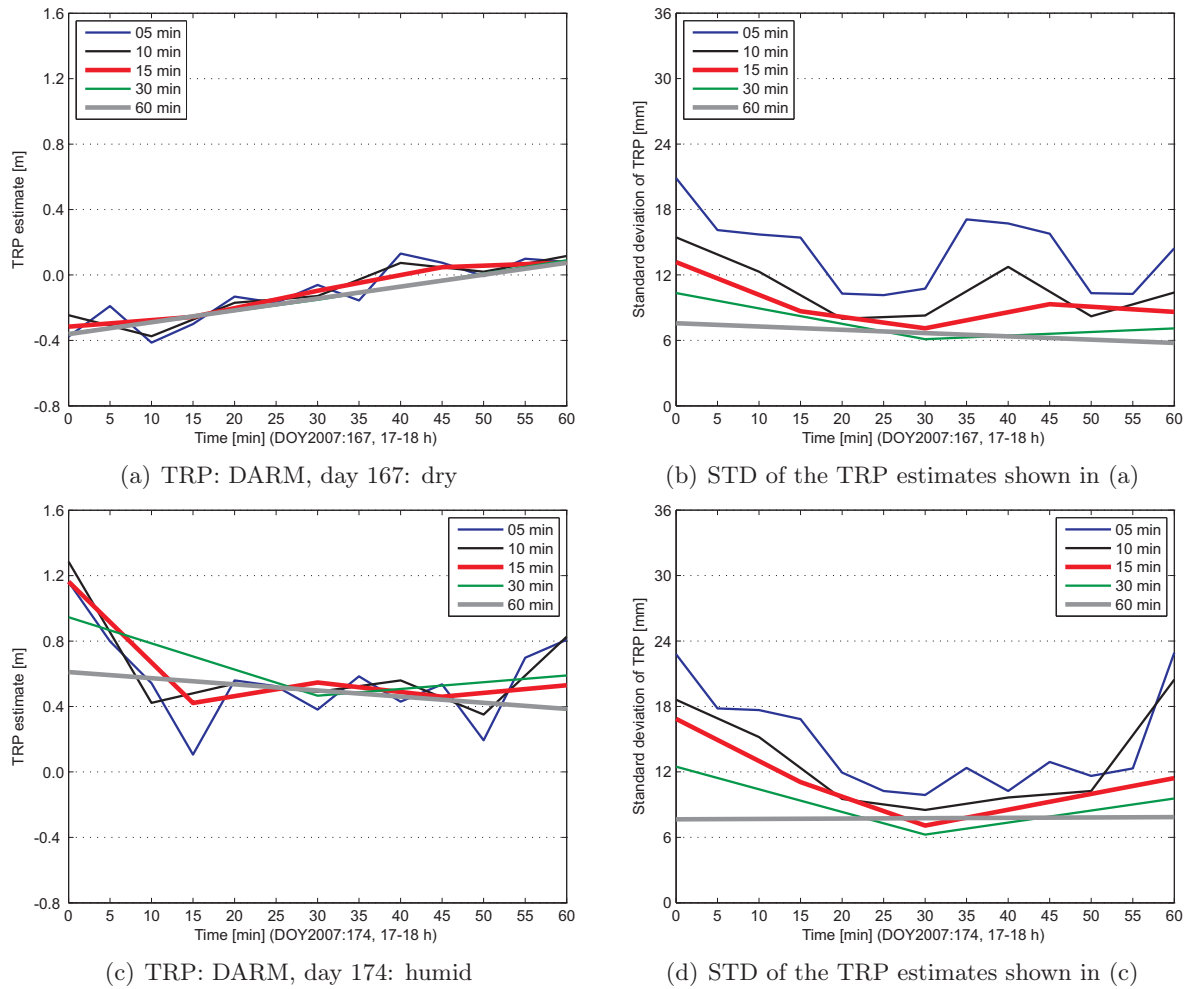 05 min
10 min
15 min
30 min
60 min
1.6
1.2
0.8
0.4
0.0
-0.4
-0.8
TRP estimate [m]
0 5 10 15 20 25 30 35 40 45 50 55 60
Time [min] (DOY2007:167, 17-18 h)
(a) TRP: DARM, day 167: dry
05 min
10 min
15 min
30 min
60 min
36
30
24
18
12
6
0
Standard deviation of TRP [mm]
0 5 10 15 20 25 30 35 40 45 50 55 60
Time [min] (DOY2007:167, 17-18 h)
(b) STD of the TRP estimates shown in (a)
05 min
10 min
15 min
30 min
60 min
1.6
1.2
0.8
0.4
0.0
-0.4
-0.8
TRP estimate [m]
0 5 10 15 20 25 30 35 40 45 50 55 60
Time [min] (DOY2007:174, 17-18 h)
(c) TRP: DARM, day 174: humid
05 min
10 min
15 min
30 min
60 min
36
30
24
18
12
6
0
Standard deviation of TRP [mm]
0 5 10 15 20 25 30 35 40 45 50 55 60
Time [min] (DOY2007:174, 17-18 h)
(d) STD of the TRP estimates shown in (c)